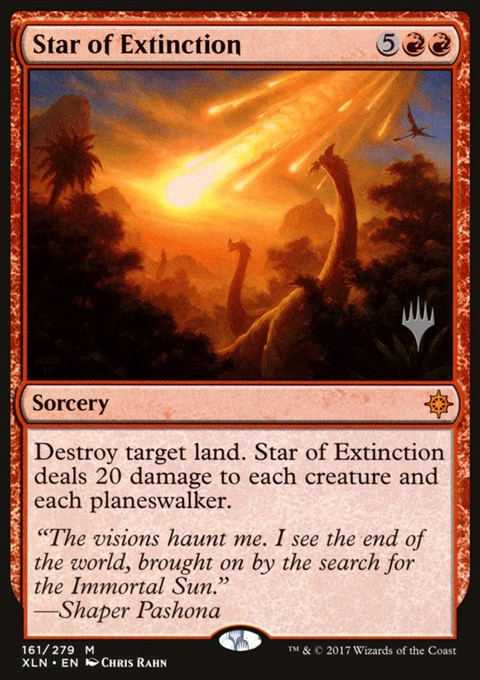 Star of Extinction 5
Sorcery
Destroy target land. Star of Extinction
deals 20 damage to each creature and
each planeswalker.
“The visions haunt me. I see the end of
the world, brought on by the search for
the Immortal Sun.”
—Shaper Pashona
161/279 M
XLN • EN Chris Rahn
™ & © 2017 Wizards of the Coast